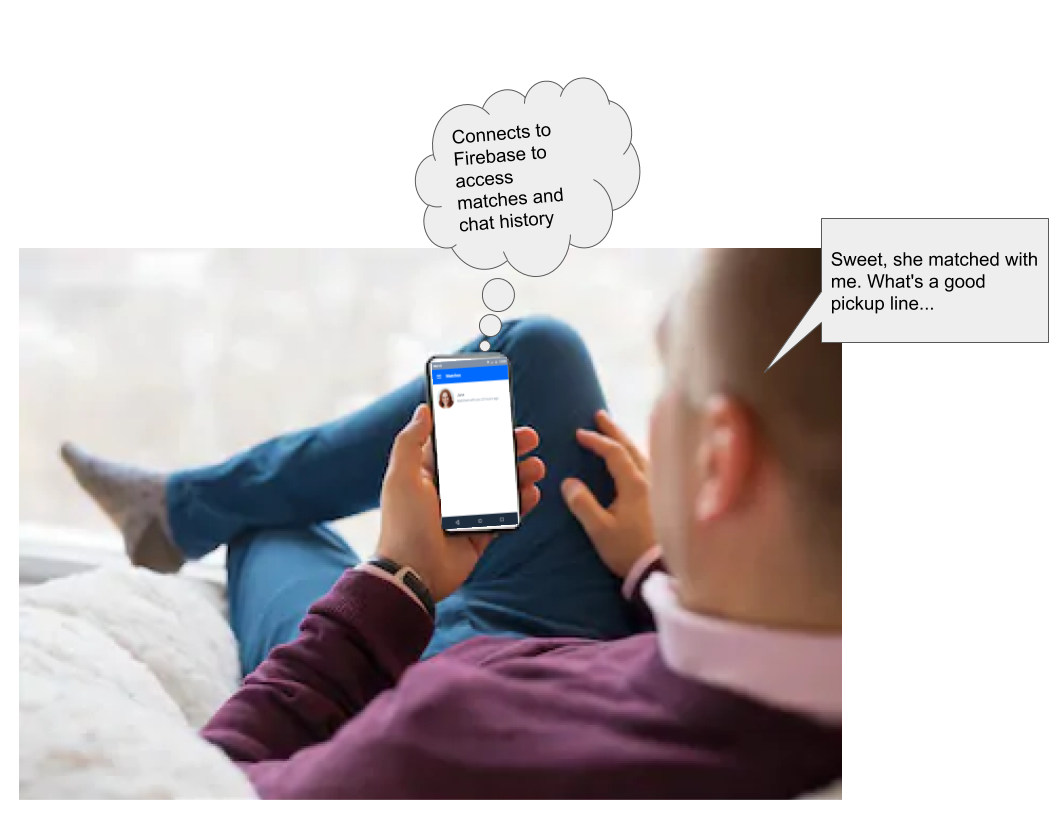 Connects to
Firebase to
access
matches and
chat history
Sweet, she matched with
me. What's a good
pickup line...
Matches